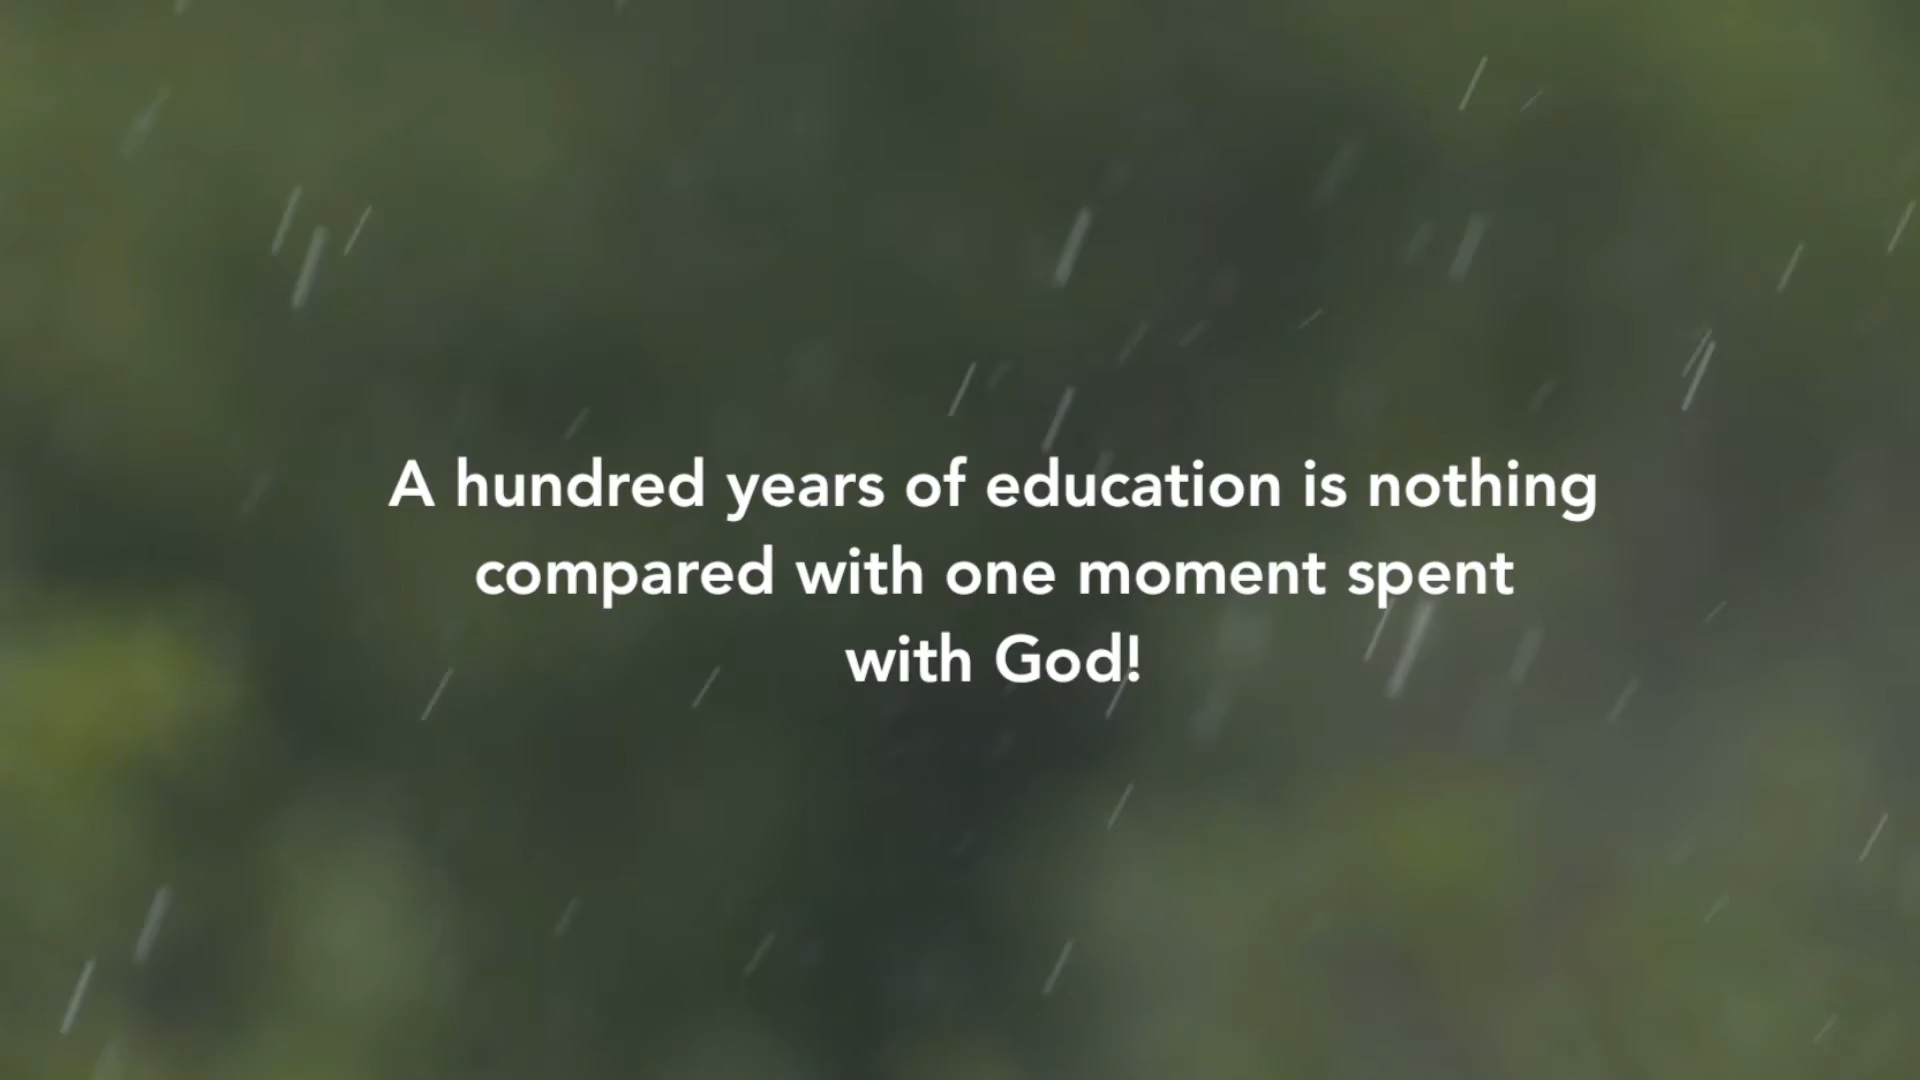 A hundred years of education is nothing
compared with one moment spent
with God!